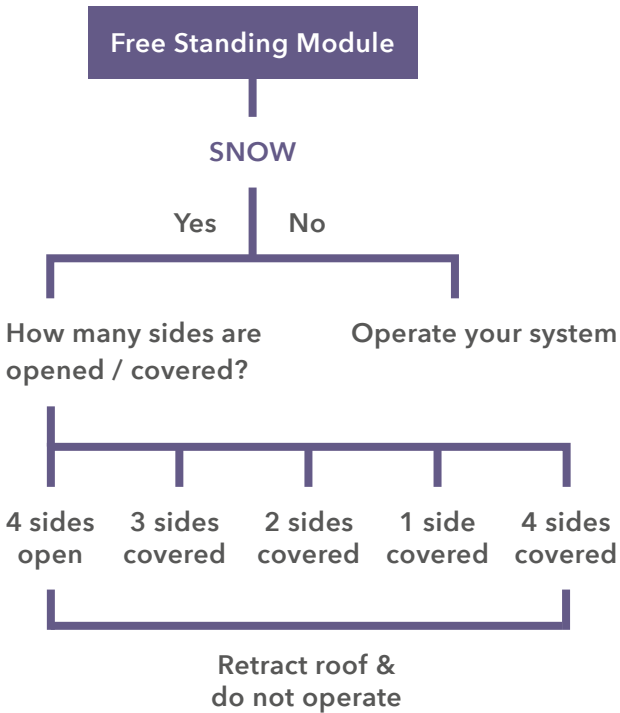 Free Standing Module
SNOW
Yes
No
How many sides are
opened / covered?
Operate your system
4 sides
open
3 sides
covered
2 sides
covered
1 side
covered
4 sides
covered
Retract roof &
do not operate